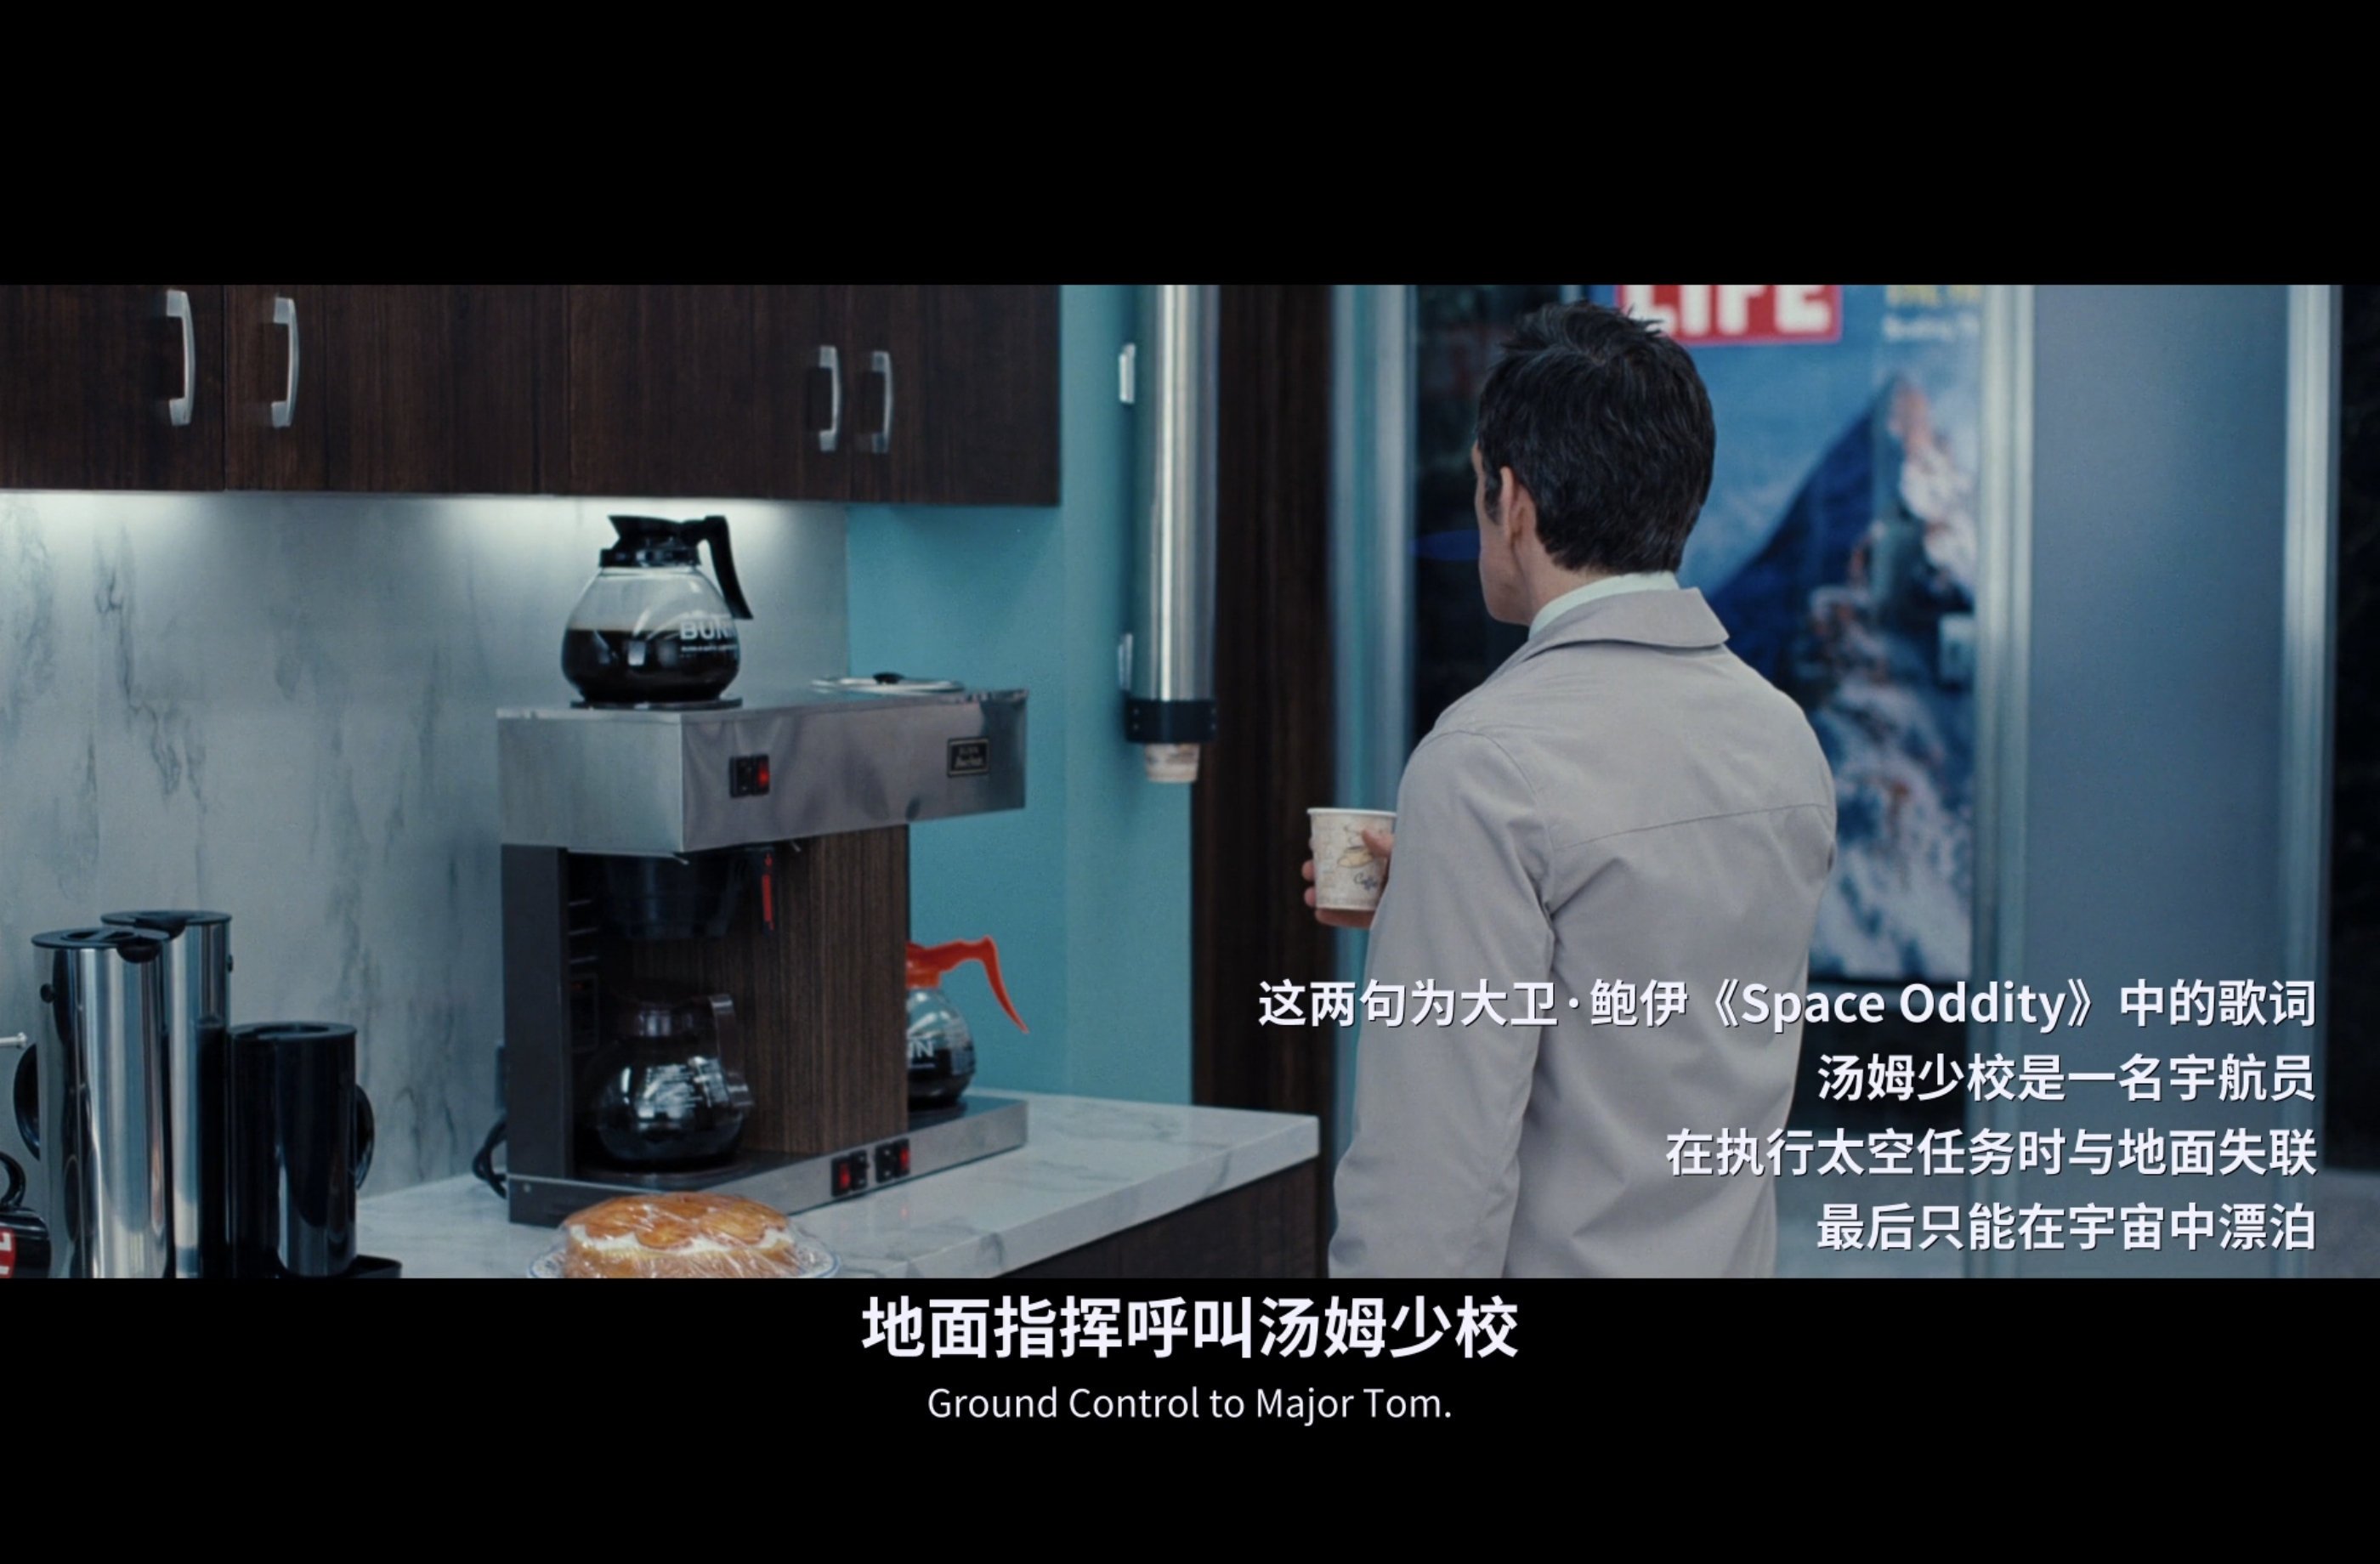 LIFE
BUNN
这两句为大卫·鲍伊《Space Oddity》中的歌词
汤姆少校是一名宇航员
在执行太空任务时与地面失联
最后只能在宇宙中漂泊
地面指挥呼叫汤姆少校
Ground Control to Major Tom.